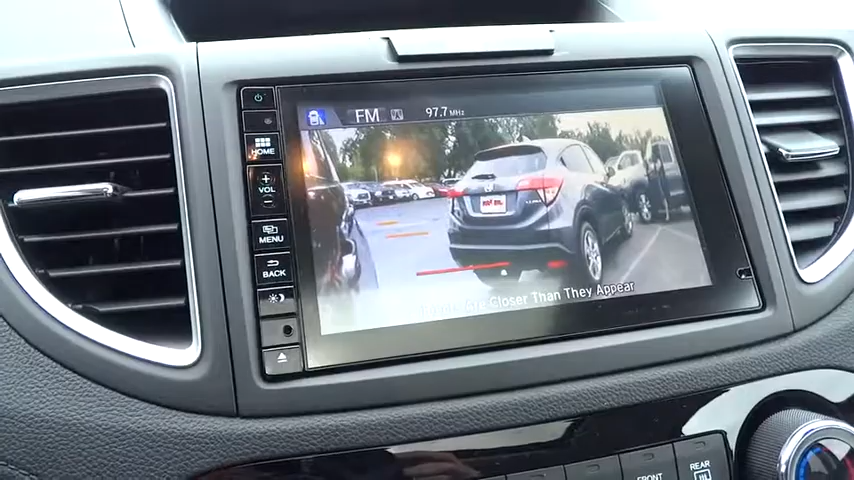 FM 97.7 MHz
HOME
+
VOL
−
MENU
BACK
Closer Than They Appear
FRONT
REAR